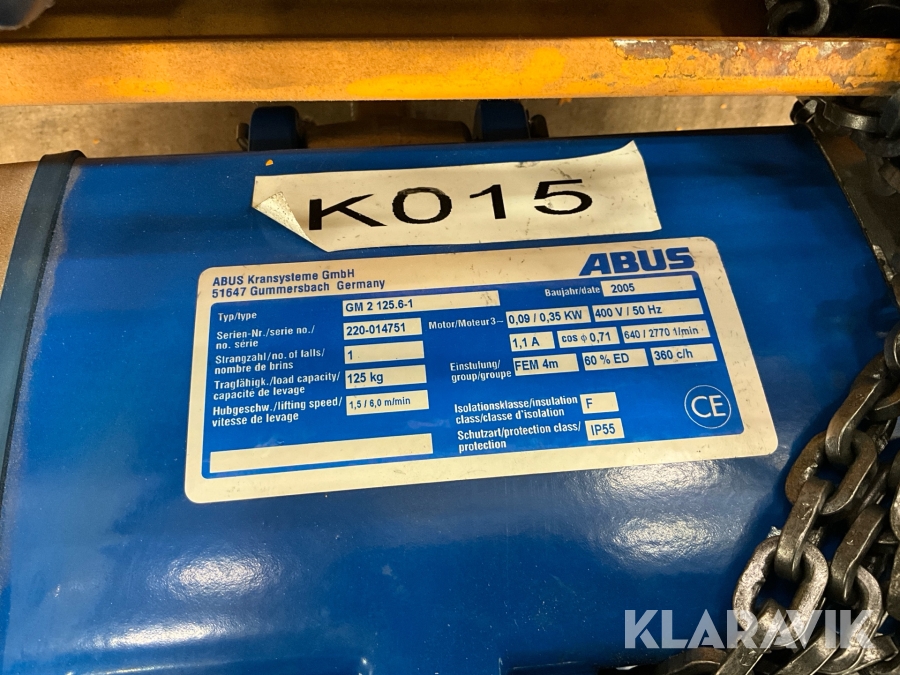 K015
ABUS Kransysteme GmbH
51647 Gummersbach Germany
ABUS
Typ/type
GM 2 125.6-1
Baujahr/date
2005
Serien-Nr./serie no./
no. série
220-014751
Motor/Moteur 3~
0,09 / 0,35 KW
400 V / 50 Hz
1,1 A
cos φ 0,71
640 / 2770 1/min
Strangzahl/no. of falls/
nombre de brins
1
Einstufung/
group/groupe
FEM 4m
60 % ED
360 c/h
Traglähigk./load capacity/
capacité de levage
125 kg
Hubgeschw./lifting speed/
vitesse de levage
1,5 / 6,0 m/min
Isolationsklasse/insulation
class/classe d'isolation
F
Schutzart/protection class/
protection
IP55
CE
KLARAVIK